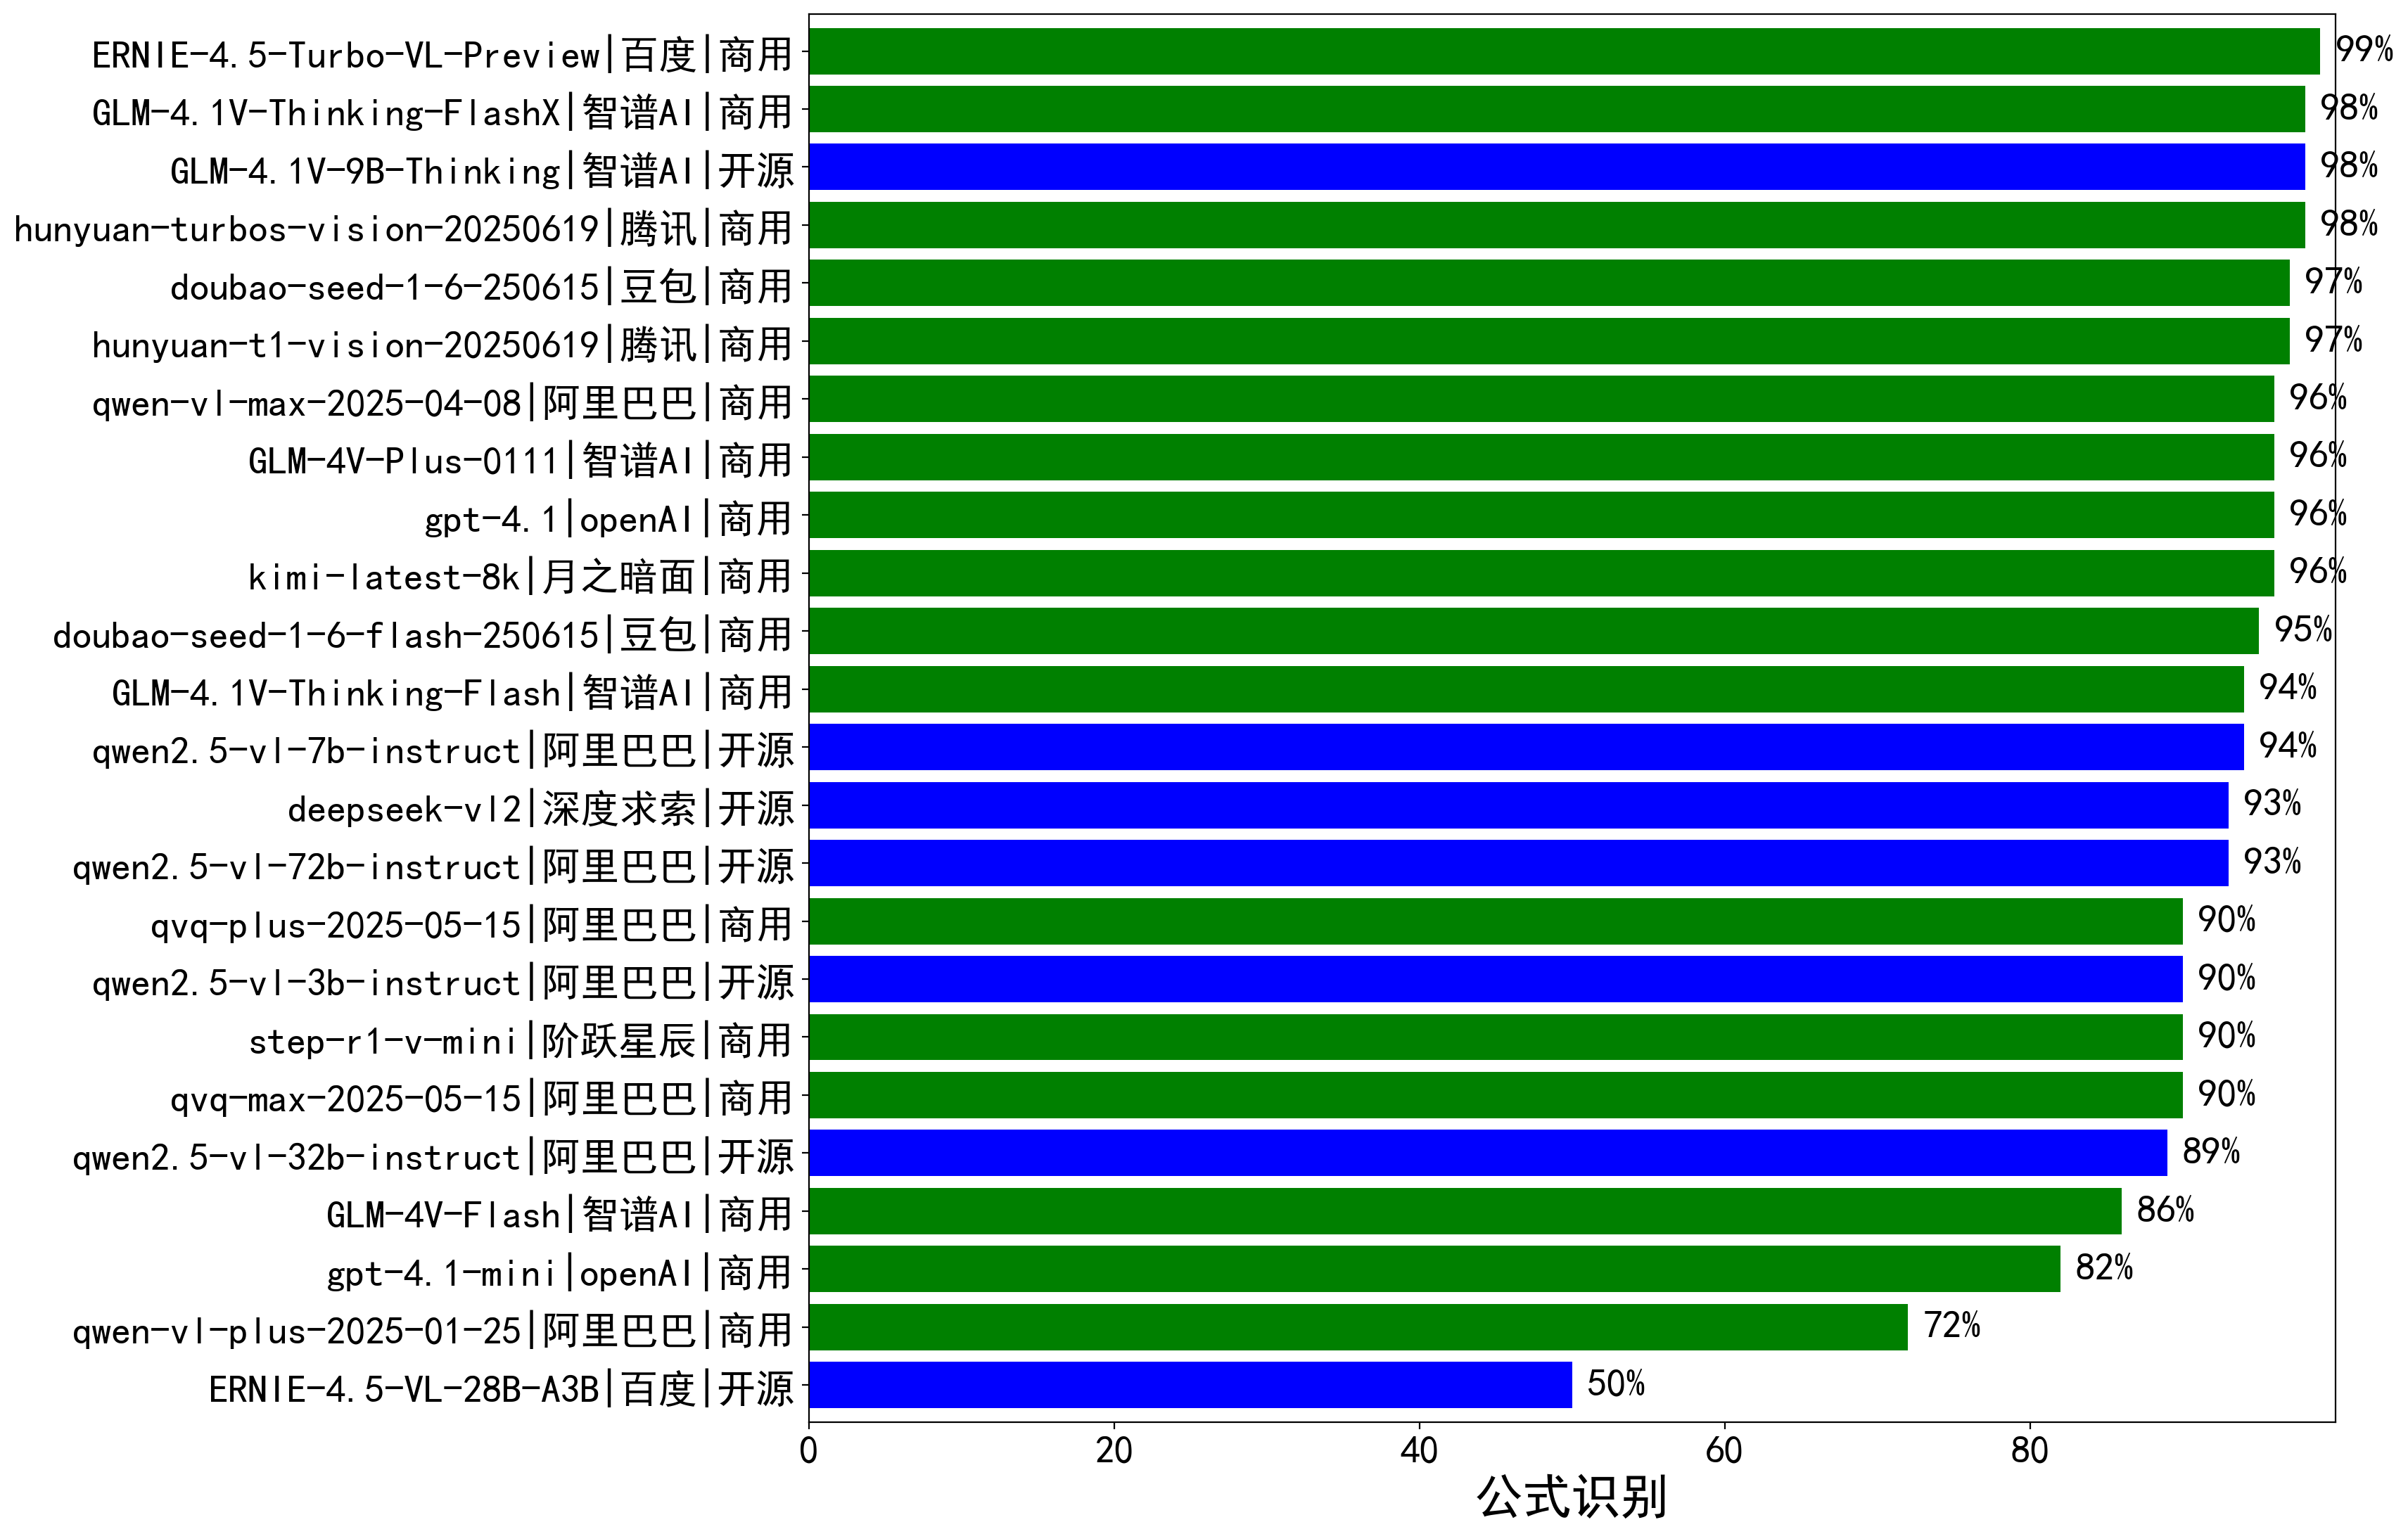 ERNIE-4.5-Turbo-VL-Preview|百度|商用 99%
GLM-4.1V-Thinking-FlashX|智谱AI|商用 98%
GLM-4.1V-9B-Thinking|智谱AI|开源 98%
hunyuan-turbos-vision-20250619|腾讯|商用 98%
doubao-seed-1-6-250615|豆包|商用 97%
hunyuan-t1-vision-20250619|腾讯|商用 97%
qwen-vl-max-2025-04-08|阿里巴巴|商用 96%
GLM-4V-Plus-0111|智谱AI|商用 96%
gpt-4.1|openAI|商用 96%
kimi-latest-8k|月之暗面|商用 96%
doubao-seed-1-6-flash-250615|豆包|商用 95%
GLM-4.1V-Thinking-Flash|智谱AI|商用 94%
qwen2.5-vl-7b-instruct|阿里巴巴|开源 94%
deepseek-vl2|深度求索|开源 93%
qwen2.5-vl-72b-instruct|阿里巴巴|开源 93%
qvq-plus-2025-05-15|阿里巴巴|商用 90%
qwen2.5-vl-3b-instruct|阿里巴巴|开源 90%
step-r1-v-mini|阶跃星辰|商用 90%
qvq-max-2025-05-15|阿里巴巴|商用 90%
qwen2.5-vl-32b-instruct|阿里巴巴|开源 89%
GLM-4V-Flash|智谱AI|商用 86%
gpt-4.1-mini|openAI|商用 82%
qwen-vl-plus-2025-01-25|阿里巴巴|商用 72%
ERNIE-4.5-VL-28B-A3B|百度|开源 50%
0 20 40 60 80
公式识别